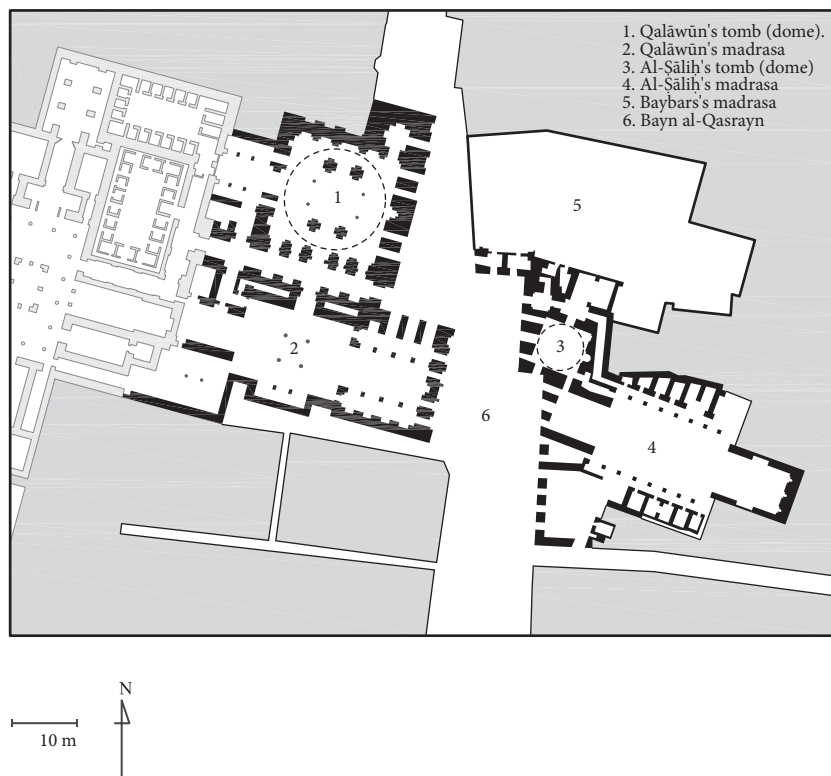 1. Qalāwūn's tomb (dome).
2. Qalāwūn's madrasa
3. Al-Ṣāliḥ's tomb (dome)
4. Al-Ṣāliḥ's madrasa
5. Baybars's madrasa
6. Bayn al-Qasrayn
1
5
3
2
6
4
N
10 m